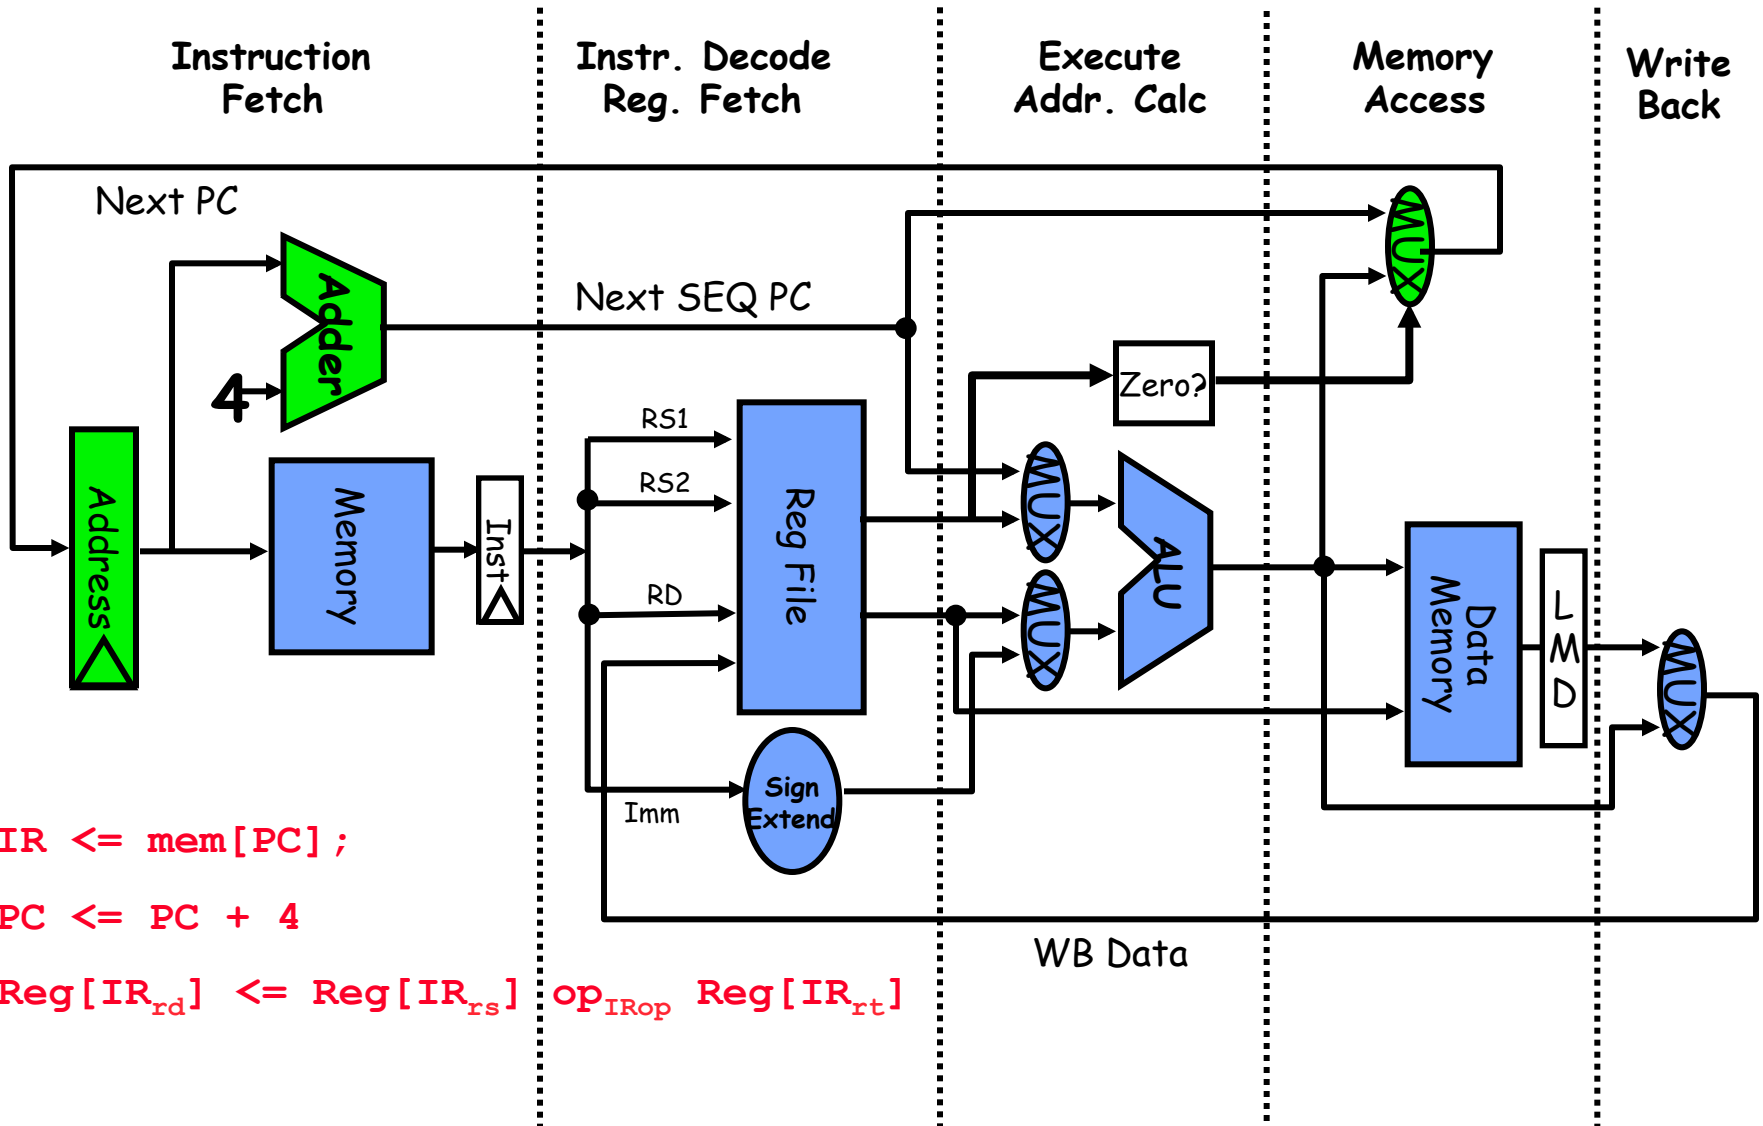 Instruction
Fetch
Instr. Decode
Reg. Fetch
Execute
Addr. Calc
Memory
Access
Write
Back
Next PC
MUX
Adder
Next SEQ PC
4
Zero?
RS1
RS2
Address
Memory
Inst
Reg File
RD
MUX
MUX
ALU
Data
Memory
L
M
D
MUX
Sign
Extend
Imm
IR <= mem[PC];
PC <= PC + 4
WB Data
Reg[IRrd] <= Reg[IRrs] opIRop Reg[IRrt]